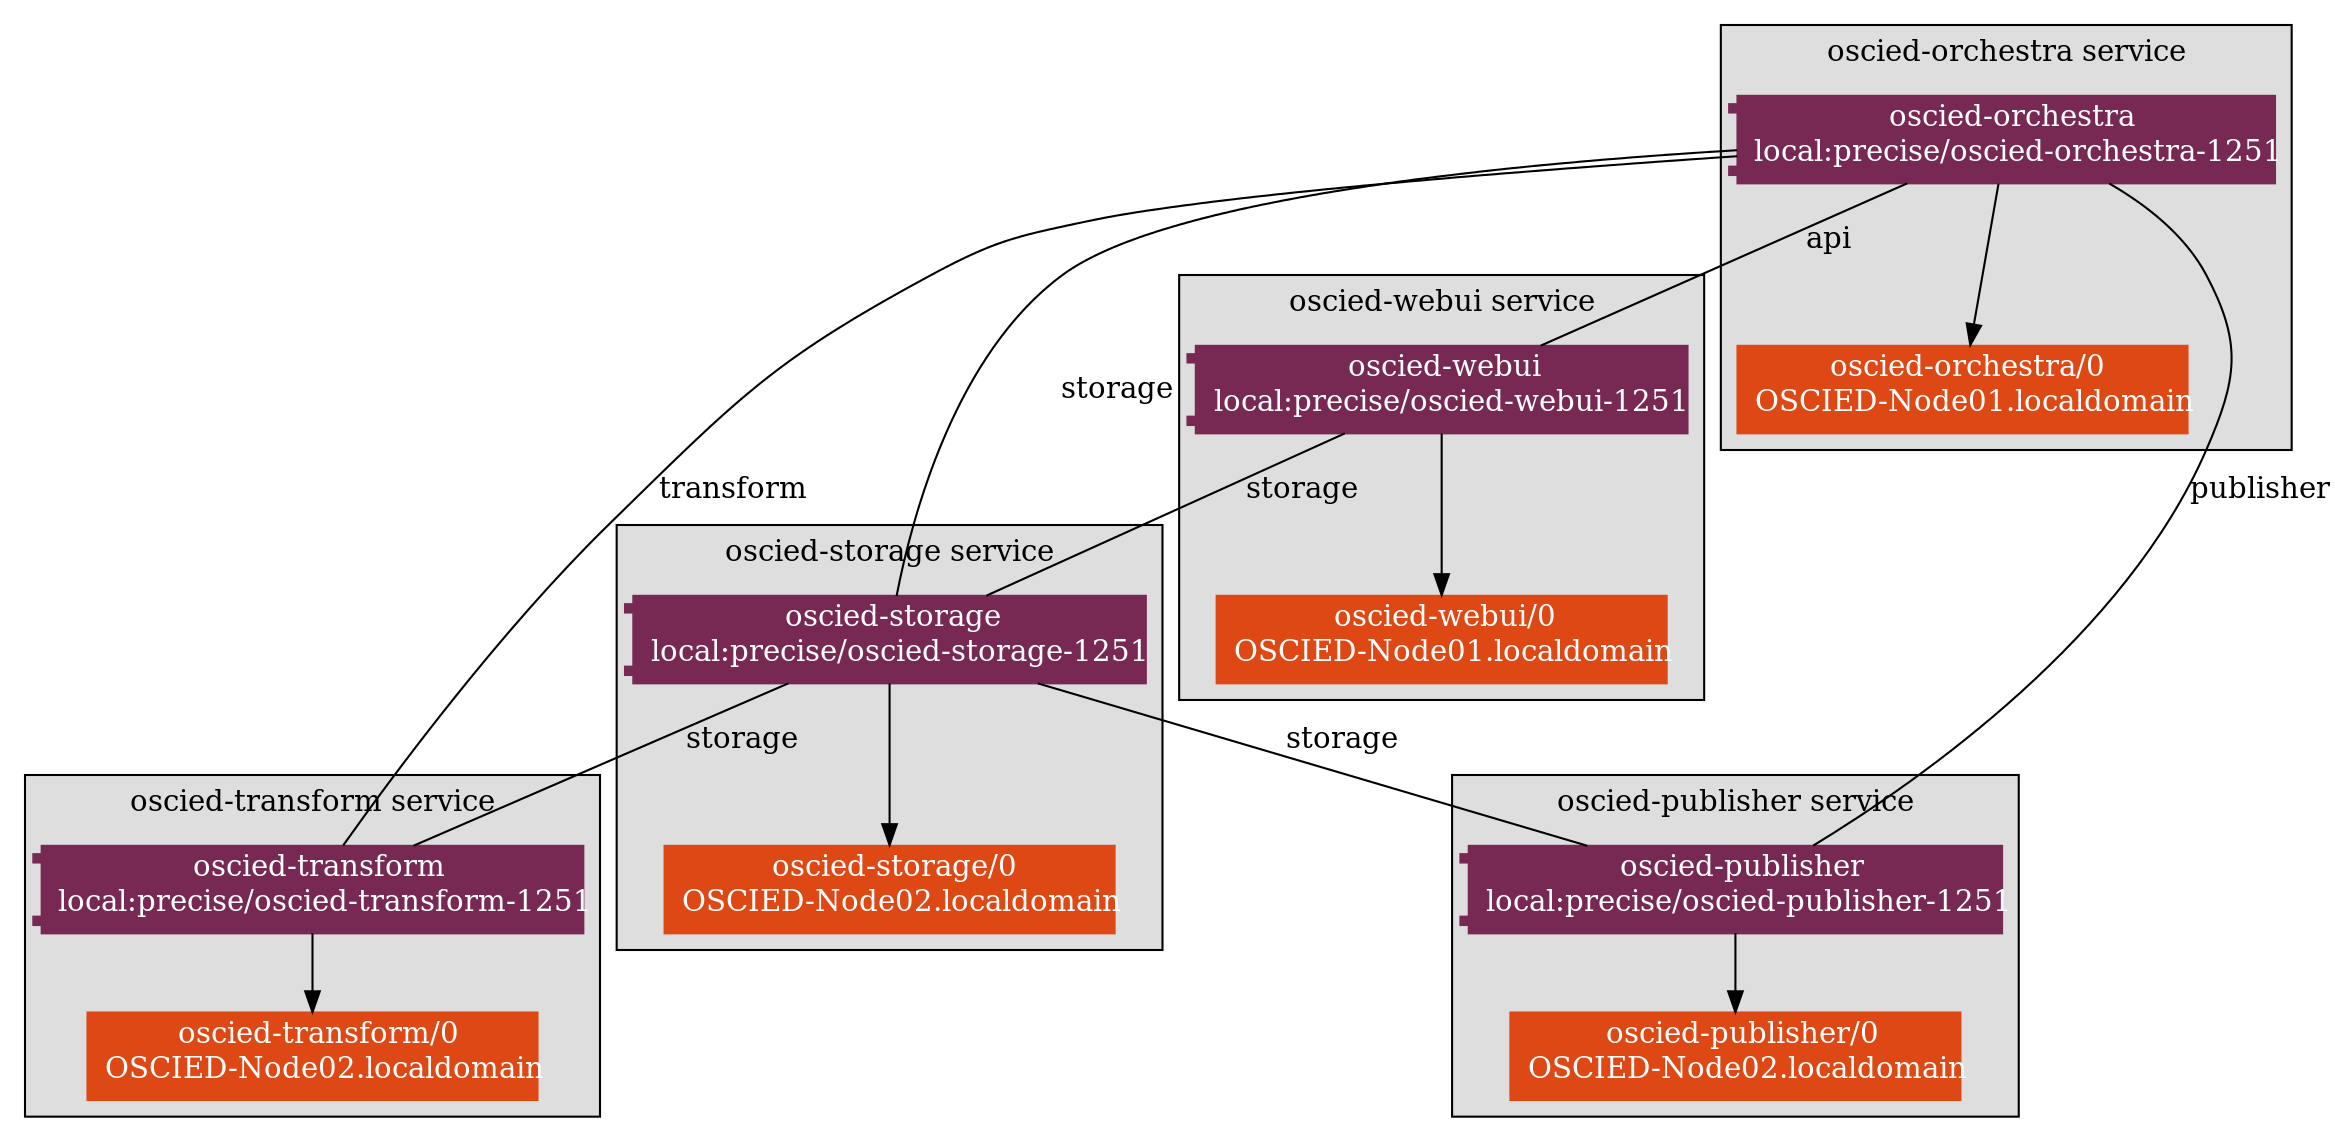 oscied-orchestra service
oscied-orchestra
local:precise/oscied-orchestra-1251
api
oscied-webui service
oscied-webui
local:precise/oscied-webui-1251
oscied-orchestra/0
OSCIED-Node01.localdomain
storage
transform
storage
publisher
oscied-storage service
oscied-storage
local:precise/oscied-storage-1251
oscied-webui/0
OSCIED-Node01.localdomain
storage
storage
oscied-transform service
oscied-transform
local:precise/oscied-transform-1251
oscied-storage/0
OSCIED-Node02.localdomain
oscied-publisher service
oscied-publisher
local:precise/oscied-publisher-1251
oscied-transform/0
OSCIED-Node02.localdomain
oscied-publisher/0
OSCIED-Node02.localdomain